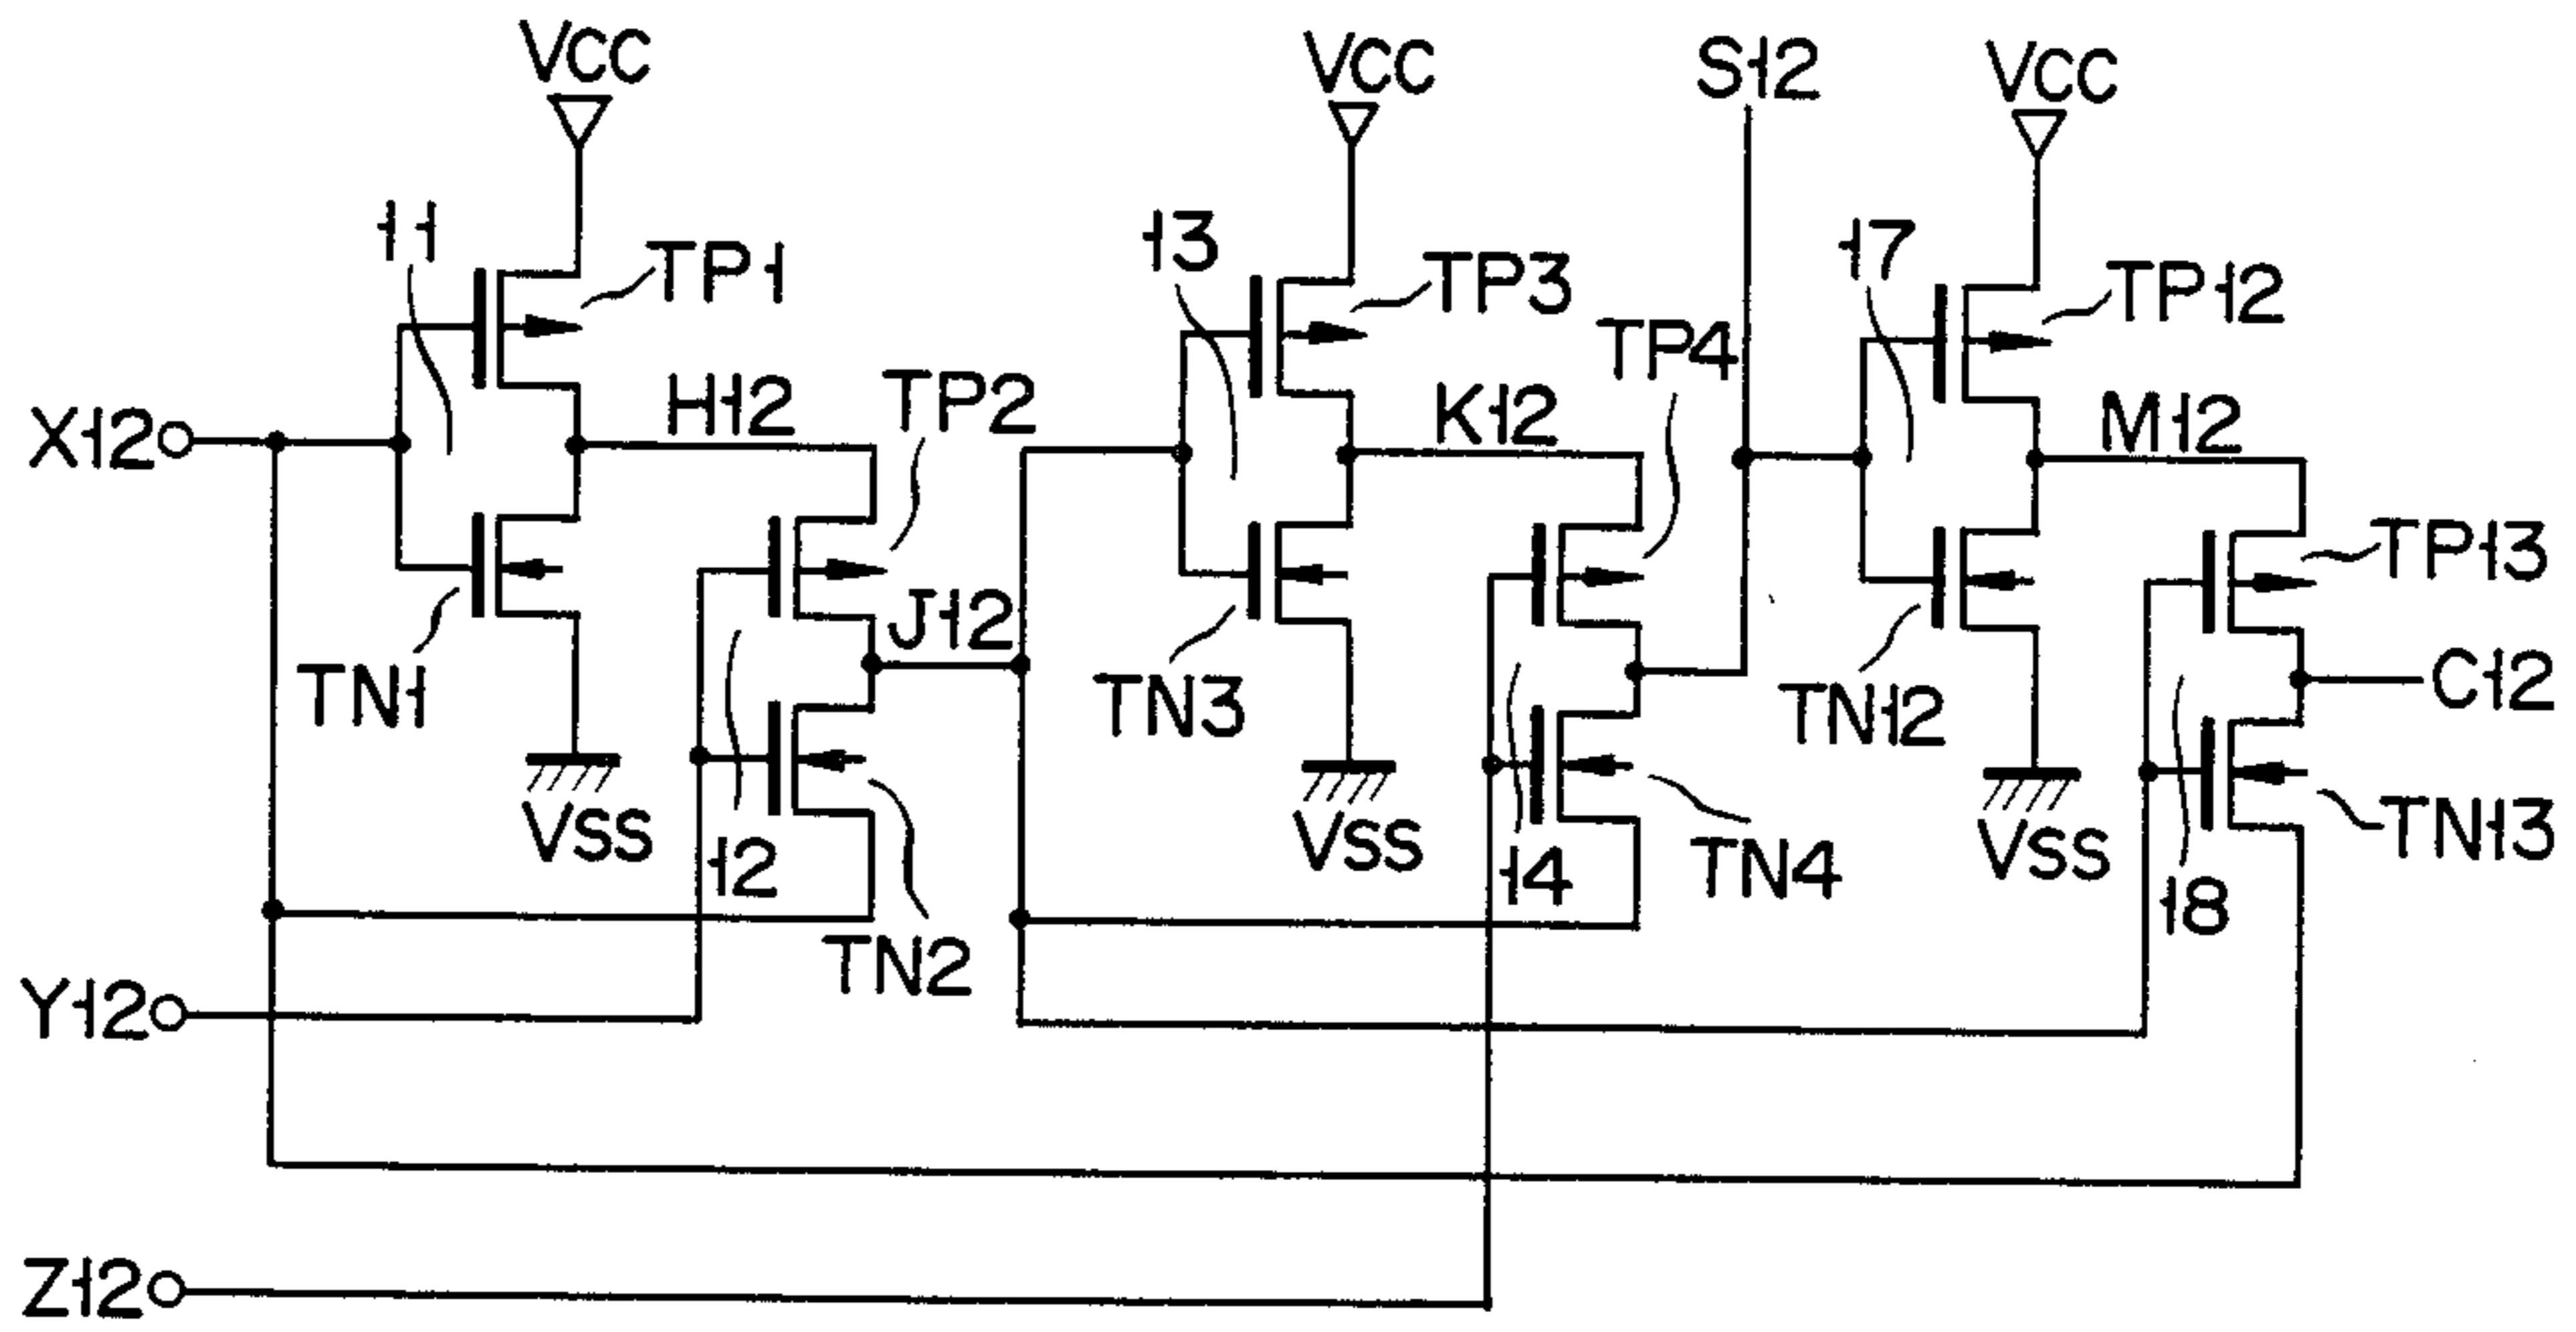 VCC
VCC
S12
VCC
11
TP1
13
TP3
17
TP12
TP4
X12
H12
TP2
K12
M12
TP13
J12
TN1
TN3
TN12
C12
VSS
12
VSS
14
TN4
VSS
18
TN13
TN2
Y12
Z12